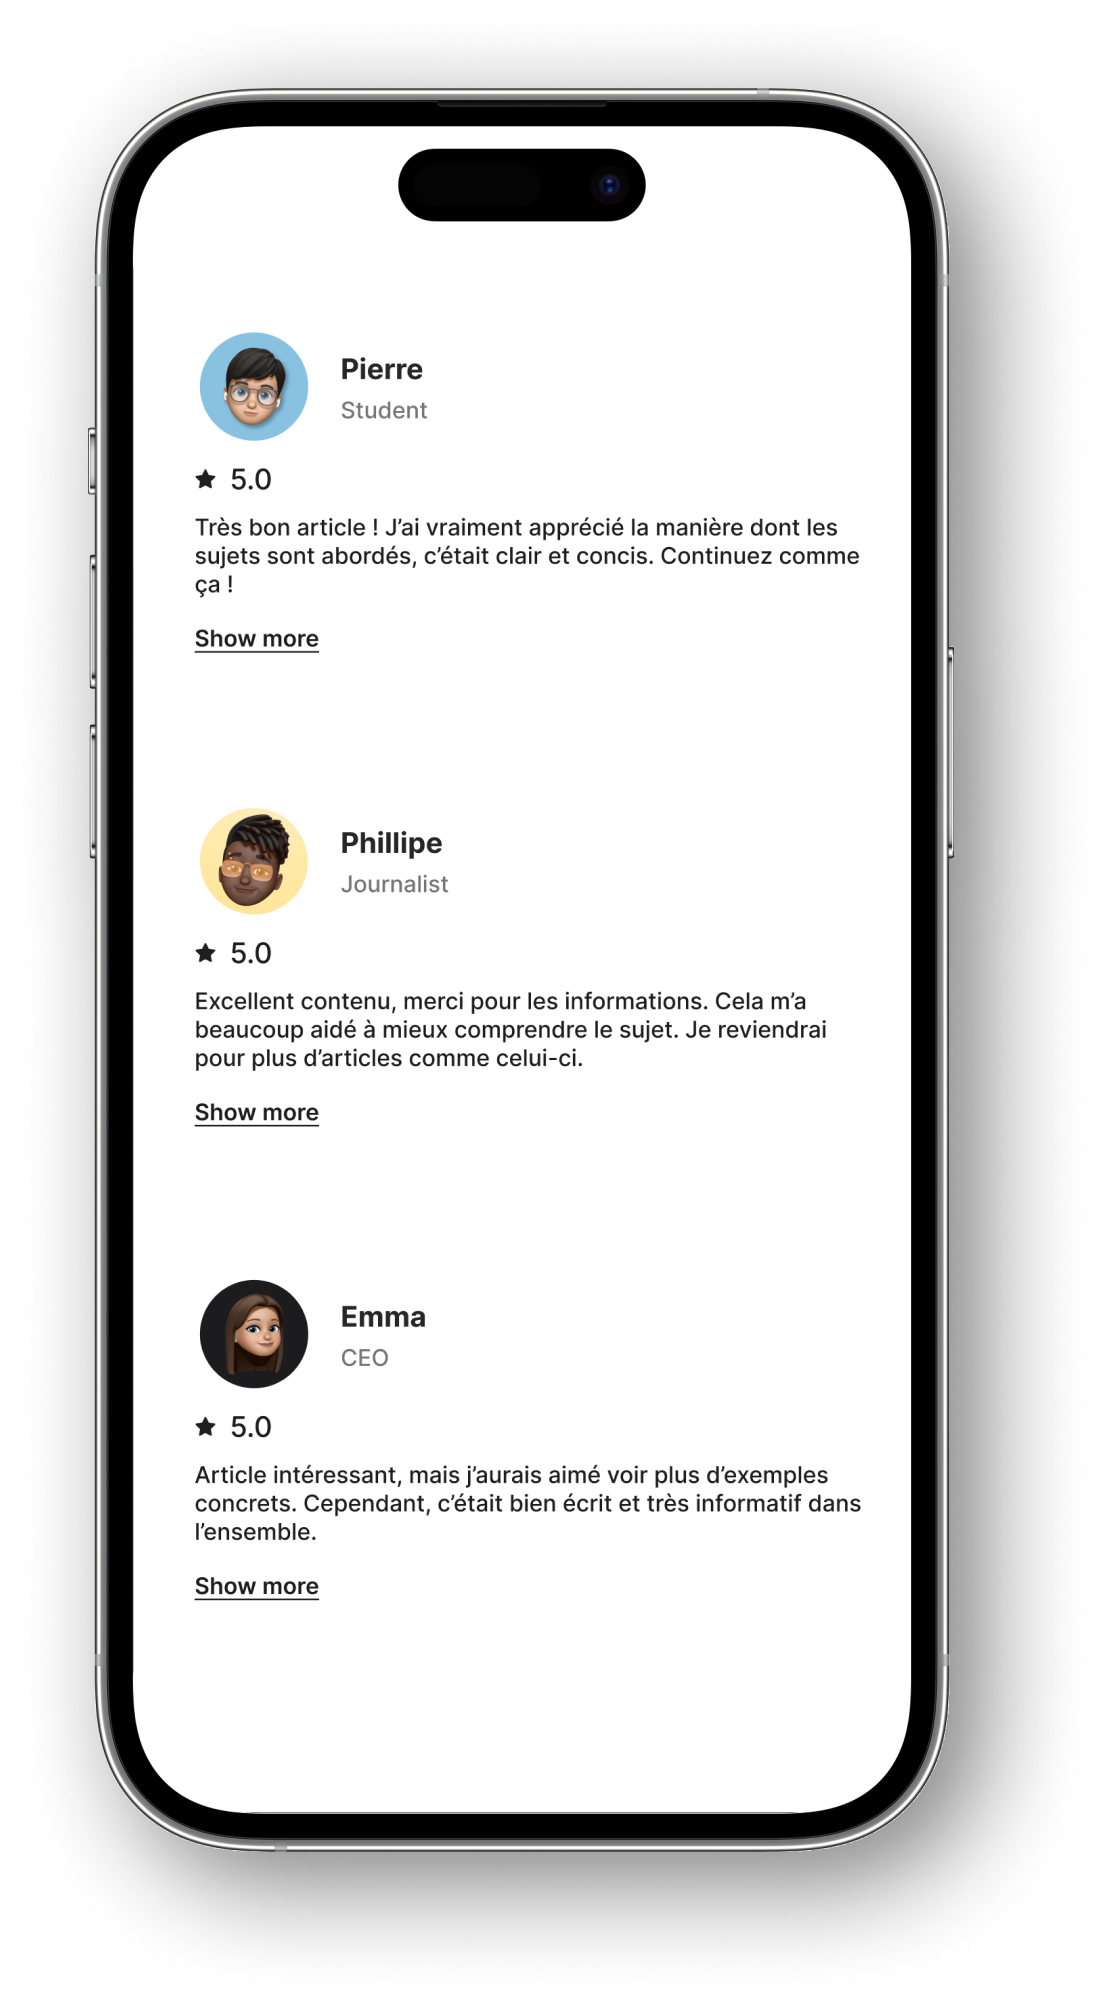 Pierre
Student
5.0
Très bon article ! J’ai vraiment apprécié la manière dont les
sujets sont abordés, c’était clair et concis. Continuez comme
ça !
Show more
Phillipe
Journalist
5.0
Excellent contenu, merci pour les informations. Cela m’a
beaucoup aidé à mieux comprendre le sujet. Je reviendrai
pour plus d’articles comme celui-ci.
Show more
Emma
CEO
5.0
Article intéressant, mais j’aurais aimé voir plus d’exemples
concrets. Cependant, c’était bien écrit et très informatif dans
l’ensemble.
Show more